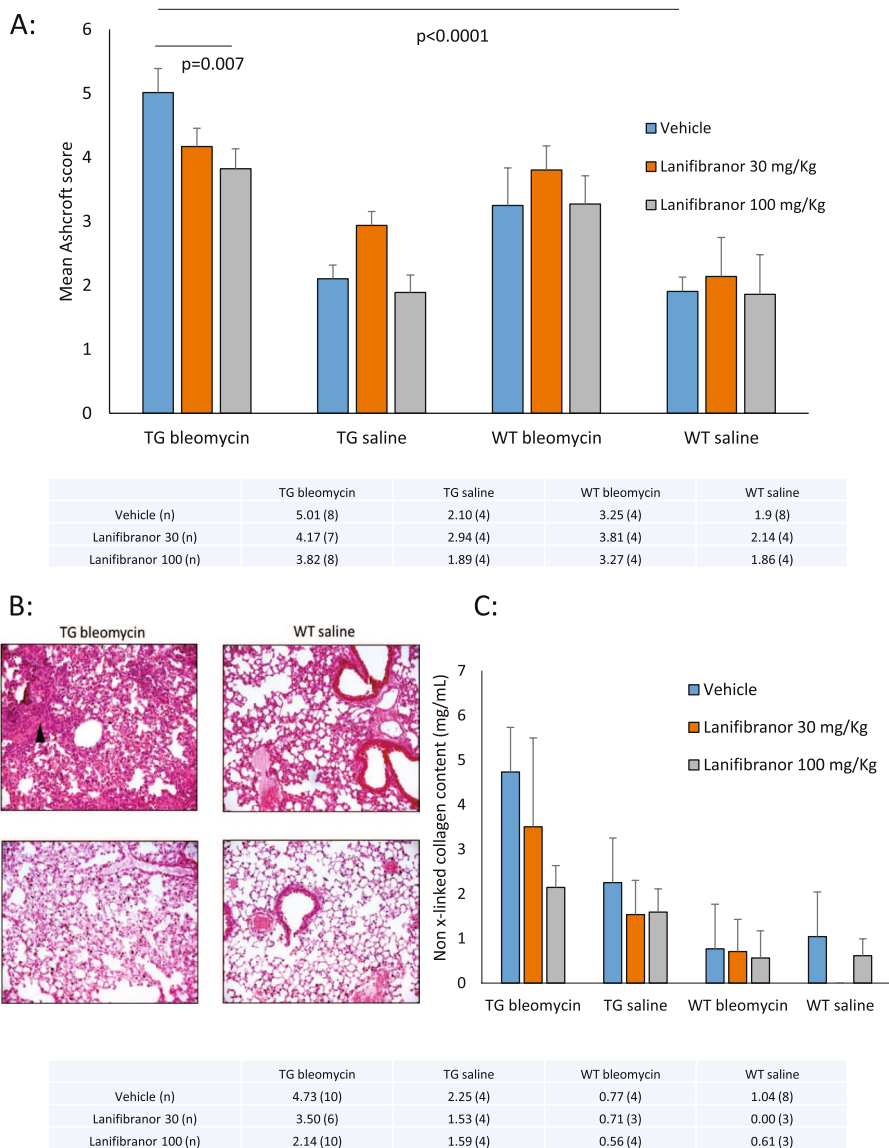 A:
p<0.0001
p=0.007
Mean Ashcroft score
6
5
4
3
2
1
0
Vehicle
Lanifibranor 30 mg/Kg
Lanifibranor 100 mg/Kg
TG bleomycin TG saline WT bleomycin WT saline
TG bleomycin TG saline WT bleomycin WT saline
Vehicle (n) 5.01 (8) 2.10 (4) 3.25 (4) 1.9 (8)
Lanifibranor 30 (n) 4.17 (7) 2.94 (4) 3.81 (4) 2.14 (4)
Lanifibranor 100 (n) 3.82 (8) 1.89 (4) 3.27 (4) 1.86 (4)
B:
TG bleomycin WT saline
C:
Non x-linked collagen content (mg/mL)
7
6
5
4
3
2
1
0
Vehicle
Lanifibranor 30 mg/Kg
Lanifibranor 100 mg/Kg
TG bleomycin TG saline WT bleomycin WT saline
TG bleomycin TG saline WT bleomycin WT saline
Vehicle (n) 4.73 (10) 2.25 (4) 0.77 (4) 1.04 (8)
Lanifibranor 30 (n) 3.50 (6) 1.53 (4) 0.71 (3) 0.00 (3)
Lanifibranor 100 (n) 2.14 (10) 1.59 (4) 0.56 (4) 0.61 (3)